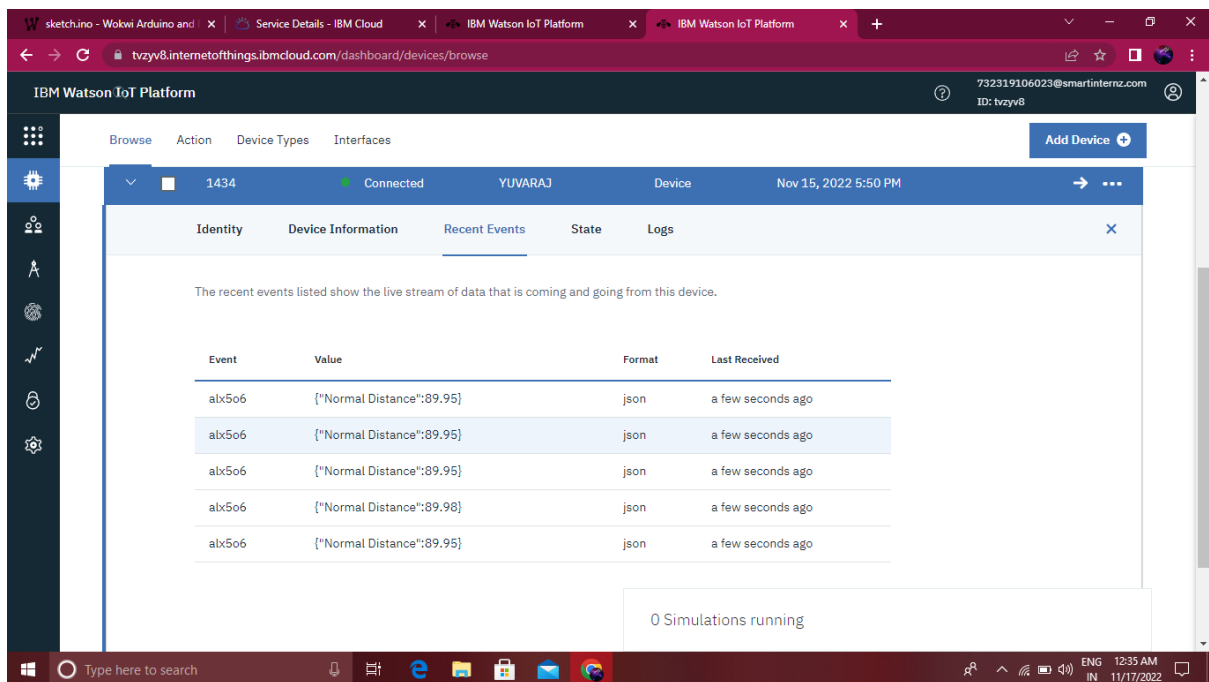 sketch.ino - Wokwi Arduino and
Service Details - IBM Cloud
IBM Watson IoT Platform
IBM Watson IoT Platform
tvzyv8.internetofthings.ibmcloud.com/dashboard/devices/browse
IBM Watson IoT Platform
732319106023@smartinternz.com
ID: tvzyv8
Browse Action Device Types Interfaces
Add Device
1434 Connected YUVARAJ Device Nov 15, 2022 5:50 PM
Identity Device Information Recent Events State Logs
The recent events listed show the live stream of data that is coming and going from this device.
Event Value Format Last Received
alx5o6 {"Normal Distance":89.95} json a few seconds ago
alx5o6 {"Normal Distance":89.95} json a few seconds ago
alx5o6 {"Normal Distance":89.95} json a few seconds ago
alx5o6 {"Normal Distance":89.98} json a few seconds ago
alx5o6 {"Normal Distance":89.95} json a few seconds ago
0 Simulations running
Type here to search
ENG 12:35 AM
IN 11/17/2022